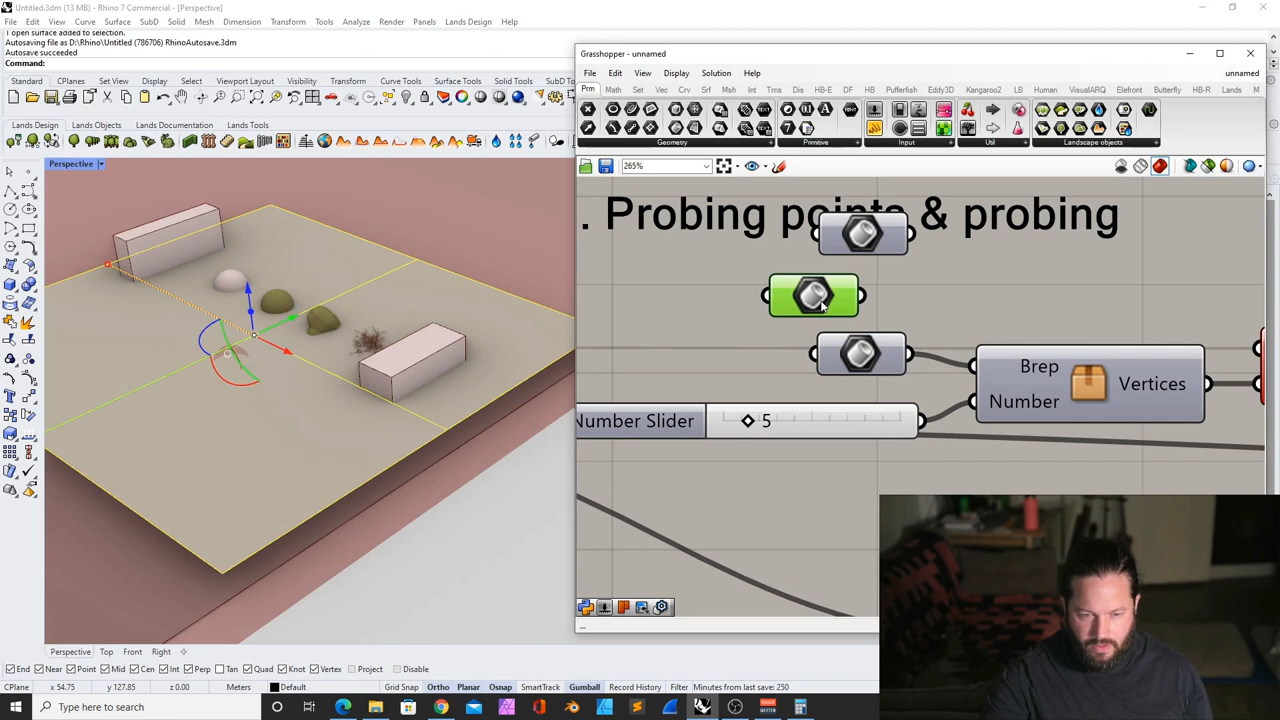 Untitled.3dm (13 MB) - Rhino 7 Commercial - [Perspective]
File Edit View Curve Surface SubD Solid Mesh Dimension Transform Tools Analyze Render Panels Lands Design Help
1 open surface added to selection.
Autosaving file as D:\Rhino\Untitled (786706) RhinoAutosave.3dm
Autosave succeeded
Command:
Standard CPlanes Set View Display Select Viewport Layout Visibility Transform Curve Tools Surface Tools Solid Tools SubD To
Lands Design Lands Objects Lands Documentation Lands Tools
Perspective
Grasshopper - unnamed
File Edit View Display Solution Help unnamed
Prm Math Set Vec Crv Srf Msh Int Trns Dis HB-E DF HB Pufferfish Eddy3D Kangaroo2 LB Human VisualARQ Elefront Butterfly HB-R Lands M
Geometry Primitive Input Util Landscape objects
265%
. Probing points & probing
Brep
Number
Vertices
Number Slider 5
Perspective Top Front Right
End Near Point Mid Cen Int Perp Tan Quad Knot Vertex Project Disable
CPlane x 54.75 y 127.85 z 0.00 Meters Default Grid Snap Ortho Planar Osnap SmartTrack Gumball Record History Filter Minutes from last save: 250
Type here to search